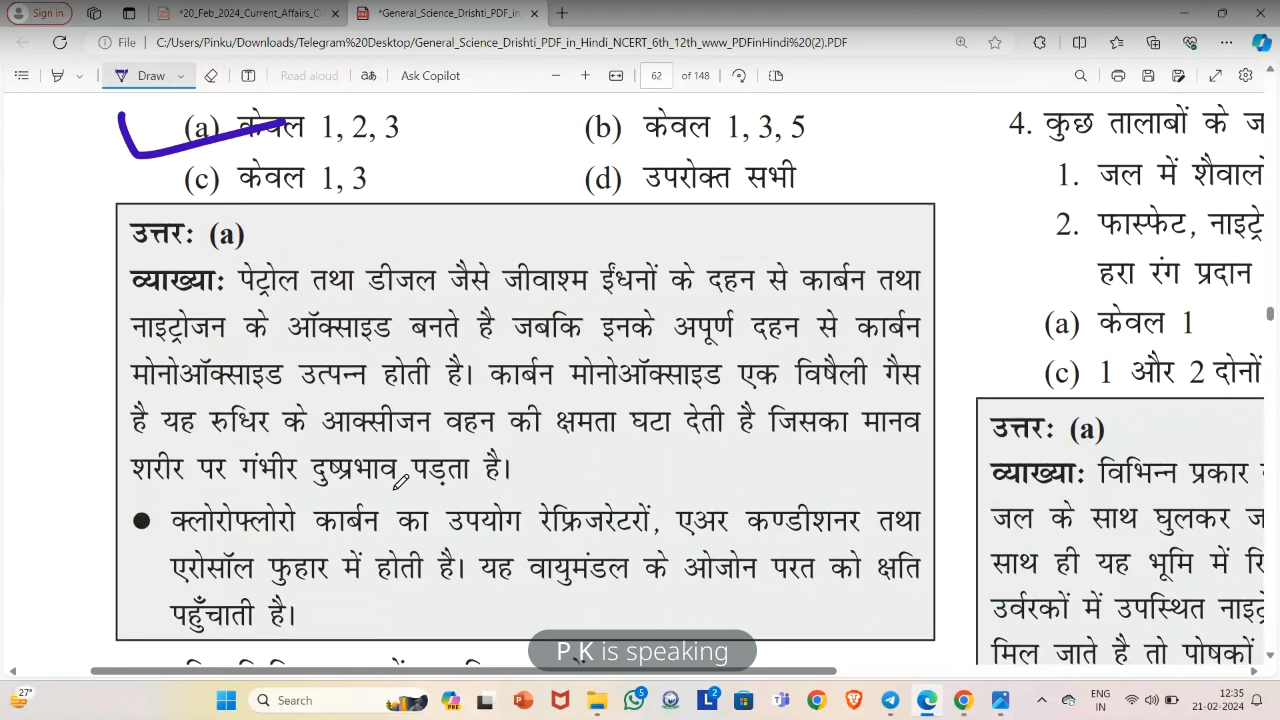 Sign in
*20_Feb_2024_Current_Affairs_C
*General_Science_Drishti_PDF_in_
File
C:/Users/Pinku/Downloads/Telegram%20Desktop/General_Science_Drishti_PDF_in_Hindi_NCERT_6th_12th_www_PDFinHindi%20(2).PDF
Draw
Read aloud
Ask Copilot
62 of 148
(a) केवल 1, 2, 3
(b) केवल 1, 3, 5
(c) केवल 1, 3
(d) उपरोक्त सभी
उत्तरः (a)
व्याख्याः पेट्रोल तथा डीजल जैसे जीवाश्म ईंधनों के दहन से कार्बन तथा
नाइट्रोजन के ऑक्साइड बनते है जबकि इनके अपूर्ण दहन से कार्बन
मोनोऑक्साइड उत्पन्न होती है। कार्बन मोनोऑक्साइड एक विषैली गैस
है यह रुधिर के आक्सीजन वहन की क्षमता घटा देती है जिसका मानव
शरीर पर गंभीर दुष्प्रभाव पड़ता है।
● क्लोरोफ्लोरो कार्बन का उपयोग रेफ्रिजरेटरों, एअर कण्डीशनर तथा
एरोसॉल फुहार में होती है। यह वायुमंडल के ओजोन परत को क्षति
पहुँचाती है।
4. कुछ तालाबों के ज
1. जल में शैवालो
2. फास्फेट, नाइट्रे
हरा रंग प्रदान
(a) केवल 1
(c) 1 और 2 दोनों
उत्तरः (a)
व्याख्याः विभिन्न प्रकार
जल के साथ घुलकर ज
साथ ही यह भूमि में रि
उर्वरकों में उपस्थित नाइट्रे
मिल जाते है तो पोषकों
P K is speaking
27°
Search
PRE
5
2
ENG
IN
12:35
21-02-2024